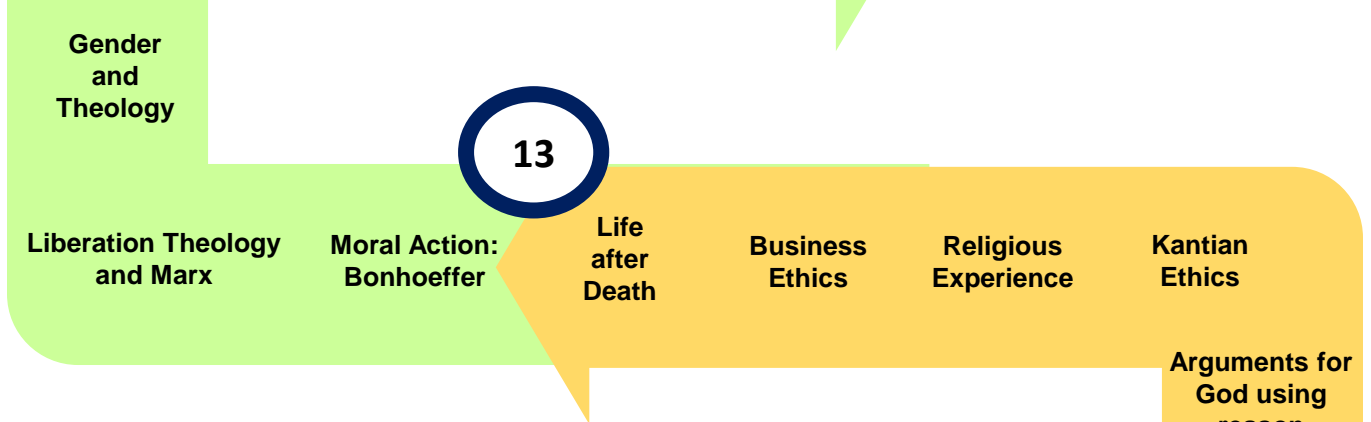 Gender
and
Theology
13
Liberation Theology
and Marx
Moral Action:
Bonhoeffer
Life
after
Death
Business
Ethics
Religious
Experience
Kantian
Ethics
Arguments for
God using